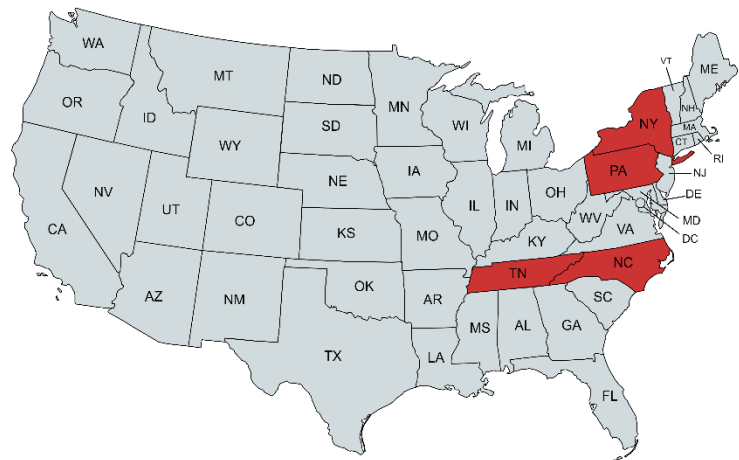 WA
MT
ND
MN
VT
ME
OR
ID
SD
WI
MI
NY
NH
MA
CT
RI
WY
NE
IA
PA
NJ
NV
UT
CO
IL
IN
OH
WV
DE
MD
DC
CA
KS
MO
KY
VA
AZ
NM
OK
AR
TN
NC
SC
TX
LA
MS
AL
GA
FL